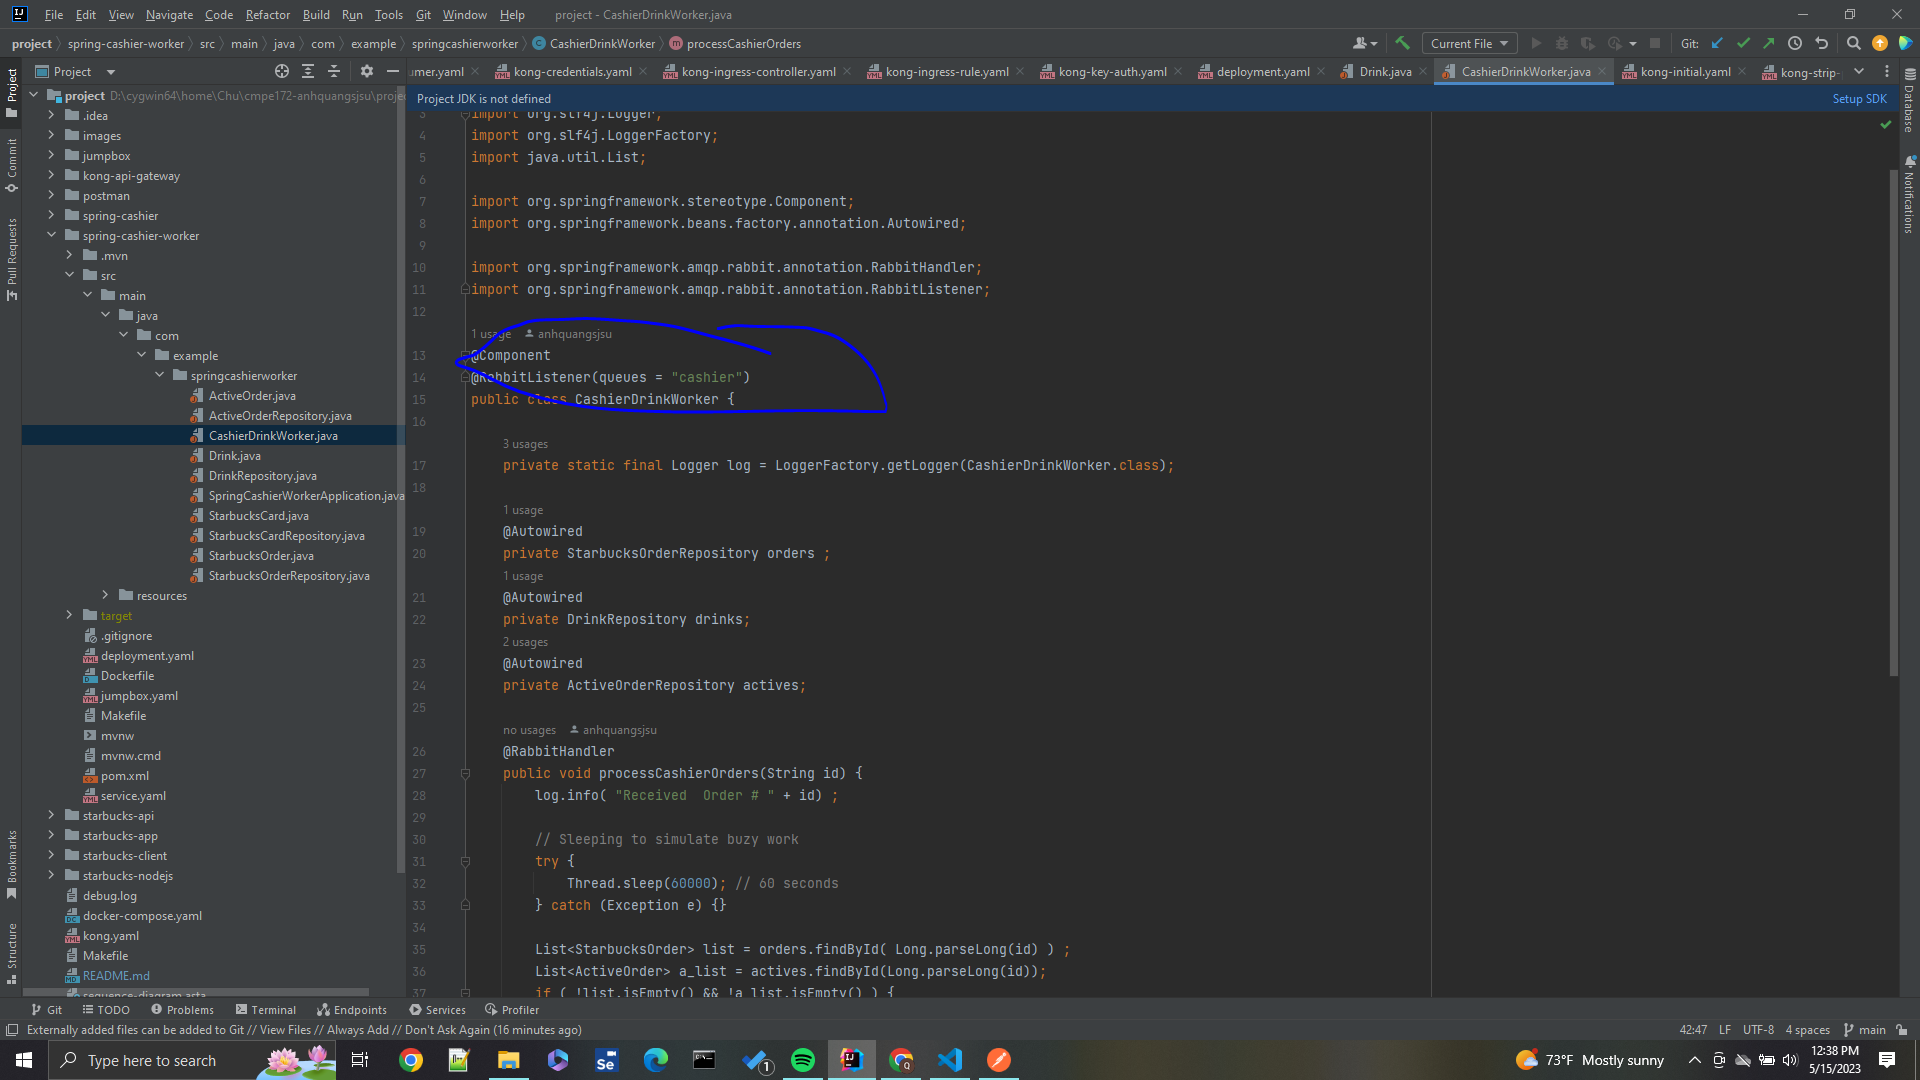 File Edit View Navigate Code Refactor Build Run Tools Git Window Help project - CashierDrinkWorker.java
project spring-cashier-worker src main java com example springcashierworker CashierDrinkWorker processCashierOrders Current File Git:
Project umer.yaml kong-credentials.yaml kong-ingress-controller.yaml kong-ingress-rule.yaml kong-key-auth.yaml deployment.yaml Drink.java CashierDrinkWorker.java kong-initial.yaml kong-strip-
Project JDK is not defined Setup SDK
Project
Commit
Pull Requests
Bookmarks
Structure
project D:\cygwin64\home\Chu\cmpe172-anhquangsjsu\proje
.idea
images
jumpbox
kong-api-gateway
postman
spring-cashier
spring-cashier-worker
.mvn
src
main
java
com
example
springcashierworker
ActiveOrder.java
ActiveOrderRepository.java
CashierDrinkWorker.java
Drink.java
DrinkRepository.java
SpringCashierWorkerApplication.java
StarbucksCard.java
StarbucksCardRepository.java
StarbucksOrder.java
StarbucksOrderRepository.java
resources
target
.gitignore
deployment.yaml
Dockerfile
jumpbox.yaml
Makefile
mvnw
mvnw.cmd
pom.xml
service.yaml
starbucks-api
starbucks-app
starbucks-client
starbucks-nodejs
debug.log
docker-compose.yaml
kong.yaml
Makefile
README.md
sequence-diagram.asta
3 import org.slf4j.Logger;
4 import org.slf4j.LoggerFactory;
5 import java.util.List;
6
7 import org.springframework.stereotype.Component;
8 import org.springframework.beans.factory.annotation.Autowired;
9
10 import org.springframework.amqp.rabbit.annotation.RabbitHandler;
11 import org.springframework.amqp.rabbit.annotation.RabbitListener;
12
1 usage anhquangsjsu
13 @Component
14 @RabbitListener(queues = "cashier")
15 public class CashierDrinkWorker {
16
3 usages
17 private static final Logger log = LoggerFactory.getLogger(CashierDrinkWorker.class);
18
1 usage
19 @Autowired
20 private StarbucksOrderRepository orders ;
1 usage
21 @Autowired
22 private DrinkRepository drinks;
2 usages
23 @Autowired
24 private ActiveOrderRepository actives;
25
no usages anhquangsjsu
26 @RabbitHandler
27 public void processCashierOrders(String id) {
28 log.info( "Received  Order # " + id) ;
29
30 // Sleeping to simulate buzy work
31 try {
32 Thread.sleep(60000); // 60 seconds
33 } catch (Exception e) {}
34
35 List<StarbucksOrder> list = orders.findById( Long.parseLong(id) ) ;
36 List<ActiveOrder> a_list = actives.findById(Long.parseLong(id));
37 if ( !list.isEmpty() && !a_list.isEmpty() ) {
Database
Notifications
Git TODO Problems Terminal Endpoints Services Profiler
Externally added files can be added to Git // View Files // Always Add // Don't Ask Again (16 minutes ago) 42:47 LF UTF-8 4 spaces main
Type here to search Se 1 73°F Mostly sunny 12:38 PM
5/15/2023